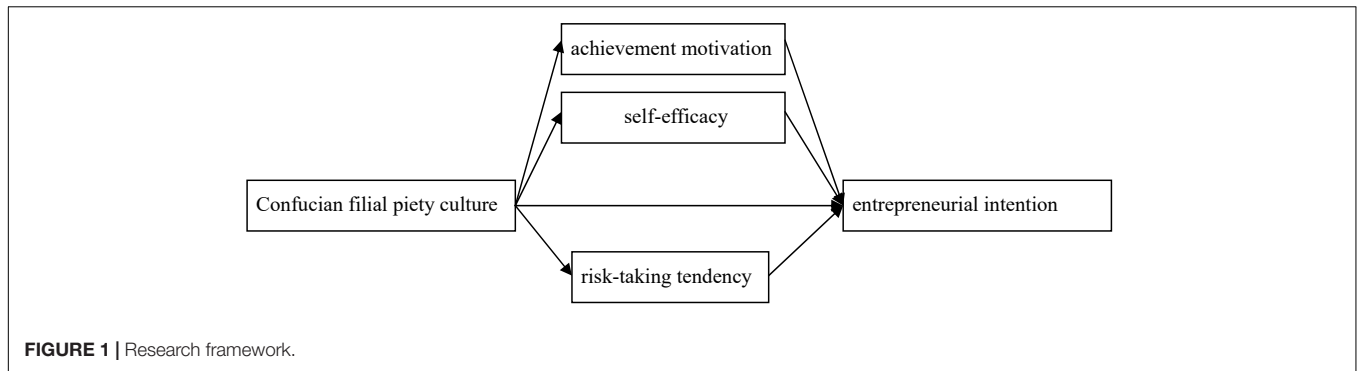 achievement motivation
self-efficacy
Confucian filial piety culture
entrepreneurial intention
risk-taking tendency
FIGURE 1 | Research framework.